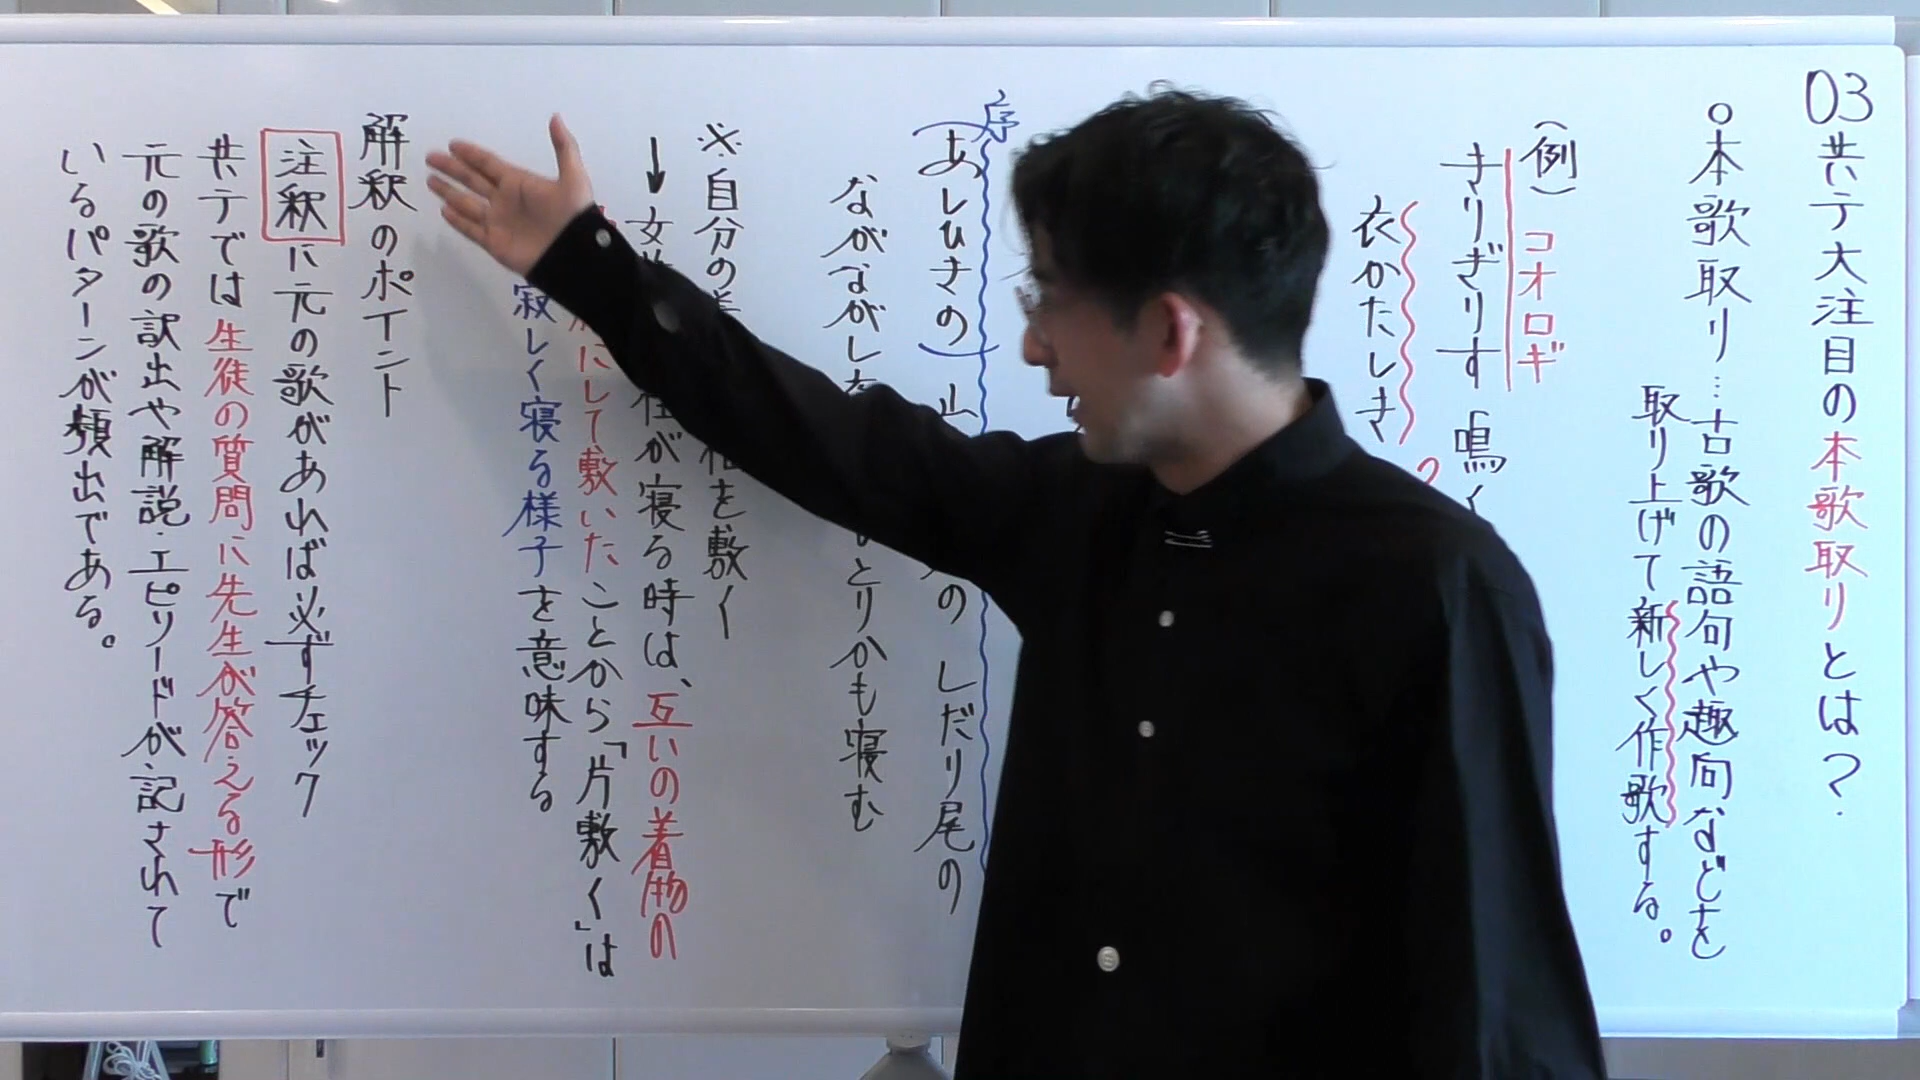 03 共テ大注目の本歌取りとは?
○本歌取り…古歌の語句や趣向などを
取り上げて新しく作歌する。
(例)コオロギ
きりぎりす 鳴く
衣かたしき
序
(あしひきの)山
の しだり尾の
ながながし
とりかも寝む
※自分の
を敷く
↓女
が寝る時は、互いの着物の
にして敷いたことから「片敷く」は
寂しく寝る様子を意味する
解釈のポイント
注釈に元の歌があれば必ずチェック
共テでは生徒の質問に先生が答える形で
元の歌の訳出や解説・エピソードが記されて
いるパターンが頻出である。